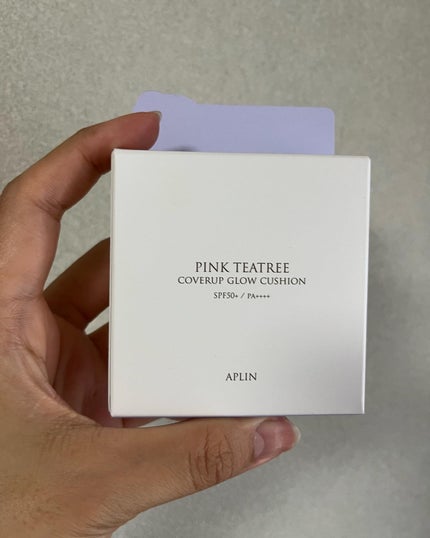 PINK TEATREE
COVERUP GLOW CUSHION
SPF50+ / PA++++
APLIN